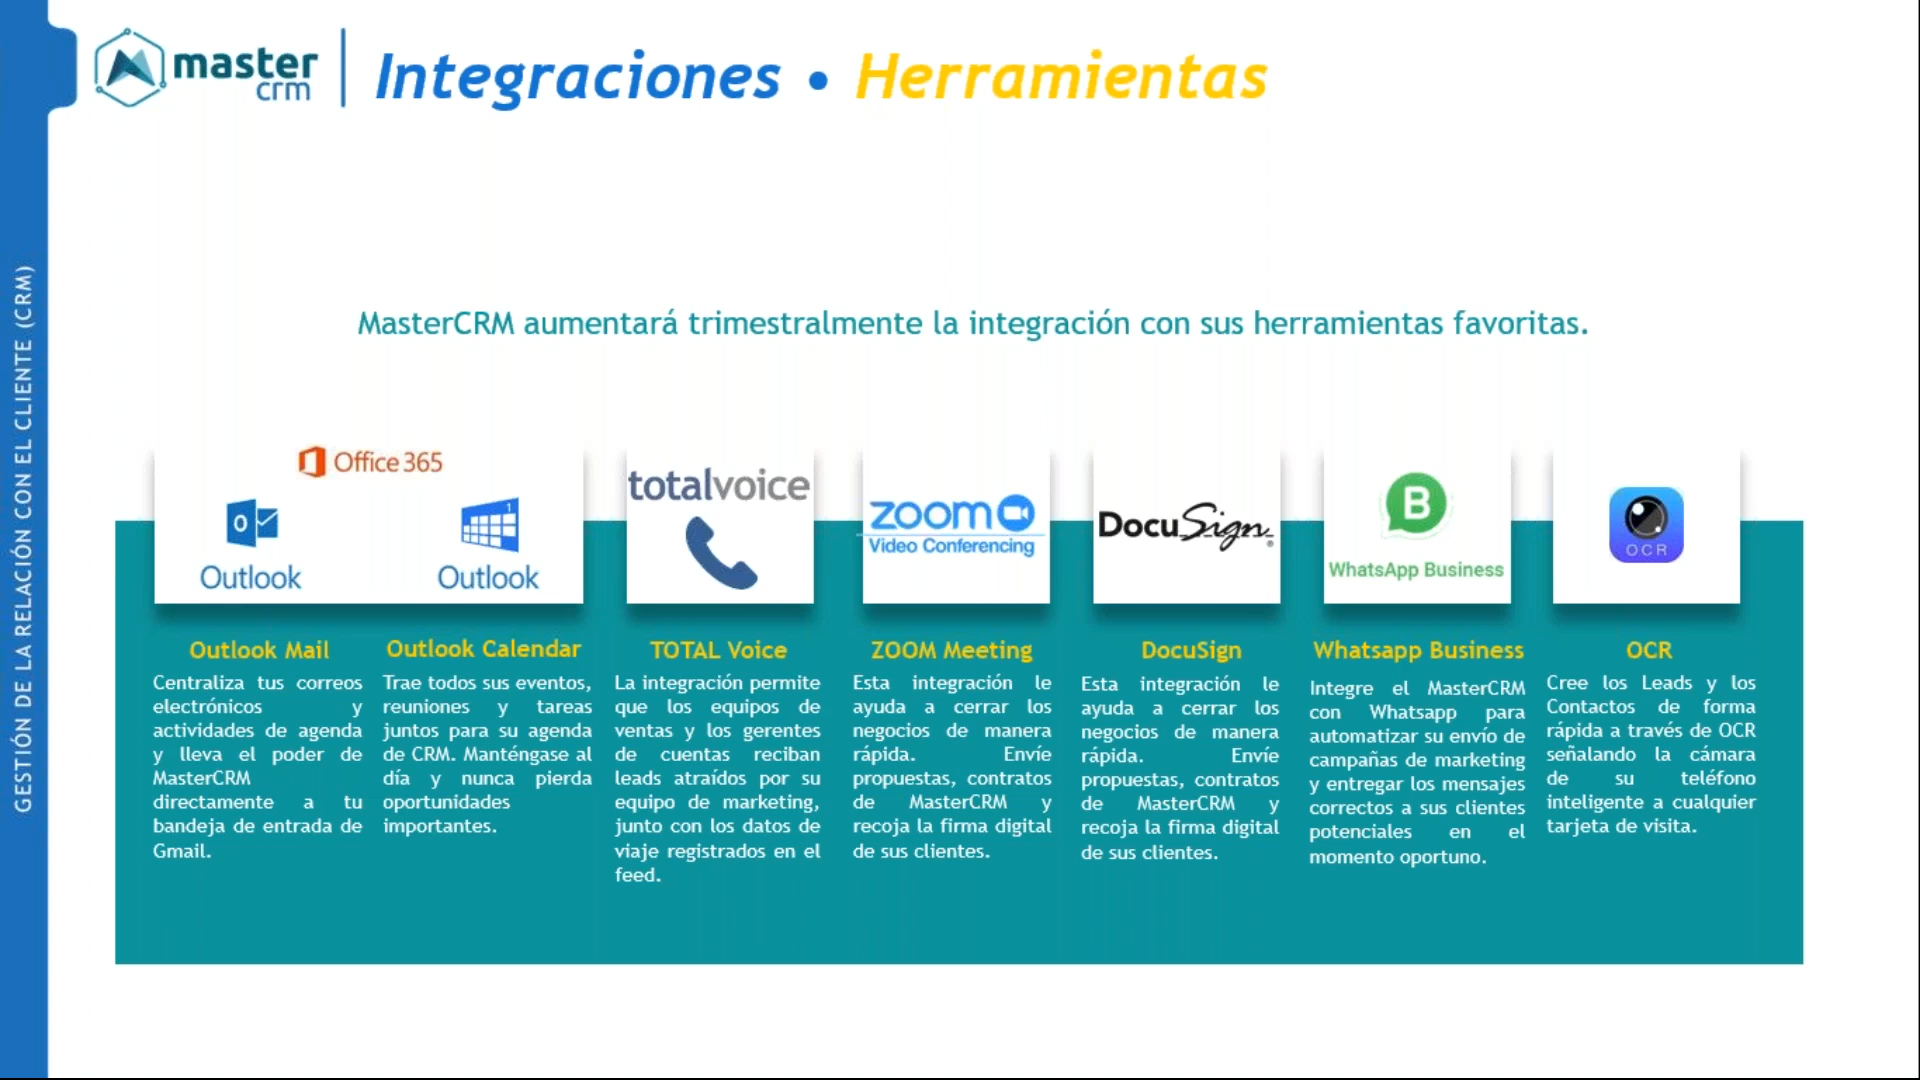 master
crm
Integraciones • Herramientas
GESTIÓN DE LA RELACIÓN CON EL CLIENTE (CRM)
MasterCRM aumentará trimestralmente la integración con sus herramientas favoritas.
Office 365
Outlook
Outlook
totalvoice
zoom
Video Conferencing
DocuSign
WhatsApp Business
OCR
Outlook Mail
Centraliza tus correos
electrónicos y
actividades de agenda
y lleva el poder de
MasterCRM
directamente a tu
bandeja de entrada de
Gmail.
Outlook Calendar
Trae todos sus eventos,
reuniones y tareas
juntos para su agenda
de CRM. Manténgase al
día y nunca pierda
oportunidades
importantes.
TOTAL Voice
La integración permite
que los equipos de
ventas y los gerentes
de cuentas reciban
leads atraídos por su
equipo de marketing,
junto con los datos de
viaje registrados en el
feed.
ZOOM Meeting
Esta integración le
ayuda a cerrar los
negocios de manera
rápida. Envíe
propuestas, contratos
de MasterCRM y
recoja la firma digital
de sus clientes.
DocuSign
Esta integración le
ayuda a cerrar los
negocios de manera
rápida. Envíe
propuestas, contratos
de MasterCRM y
recoja la firma digital
de sus clientes.
Whatsapp Business
Integre el MasterCRM
con Whatsapp para
automatizar su envío de
campañas de marketing
y entregar los mensajes
correctos a sus clientes
potenciales en el
momento oportuno.
OCR
Cree los Leads y los
Contactos de forma
rápida a través de OCR
señalando la cámara
de su teléfono
inteligente a cualquier
tarjeta de visita.